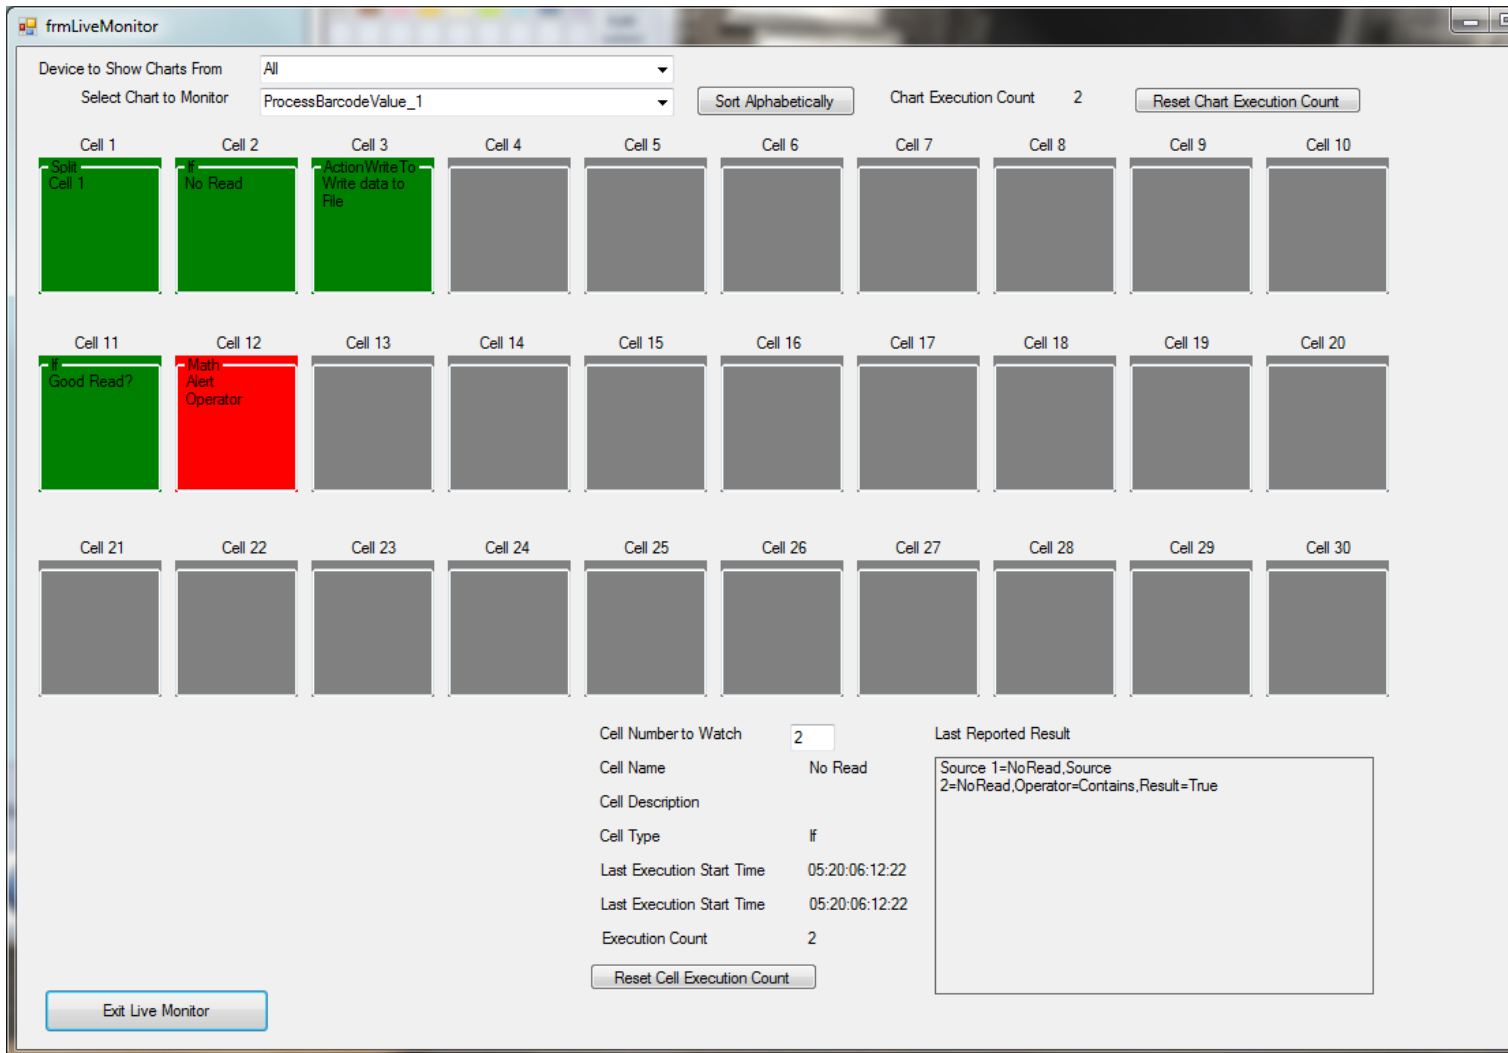 frmLiveMonitor
Device to Show Charts From All
Select Chart to Monitor ProcessBarcodeValue_1 Sort Alphabetically Chart Execution Count 2 Reset Chart Execution Count
Cell 1 Cell 2 Cell 3 Cell 4 Cell 5 Cell 6 Cell 7 Cell 8 Cell 9 Cell 10
Split If ActionWriteTo
Cell 1 No Read Write data to
File
Cell 11 Cell 12 Cell 13 Cell 14 Cell 15 Cell 16 Cell 17 Cell 18 Cell 19 Cell 20
If Math
Good Read? Alert
Operator
Cell 21 Cell 22 Cell 23 Cell 24 Cell 25 Cell 26 Cell 27 Cell 28 Cell 29 Cell 30
Cell Number to Watch 2 Last Reported Result
Cell Name No Read Source 1=NoRead,Source
2=NoRead,Operator=Contains,Result=True
Cell Description
Cell Type If
Last Execution Start Time 05:20:06:12:22
Last Execution Start Time 05:20:06:12:22
Execution Count 2
Reset Cell Execution Count
Exit Live Monitor